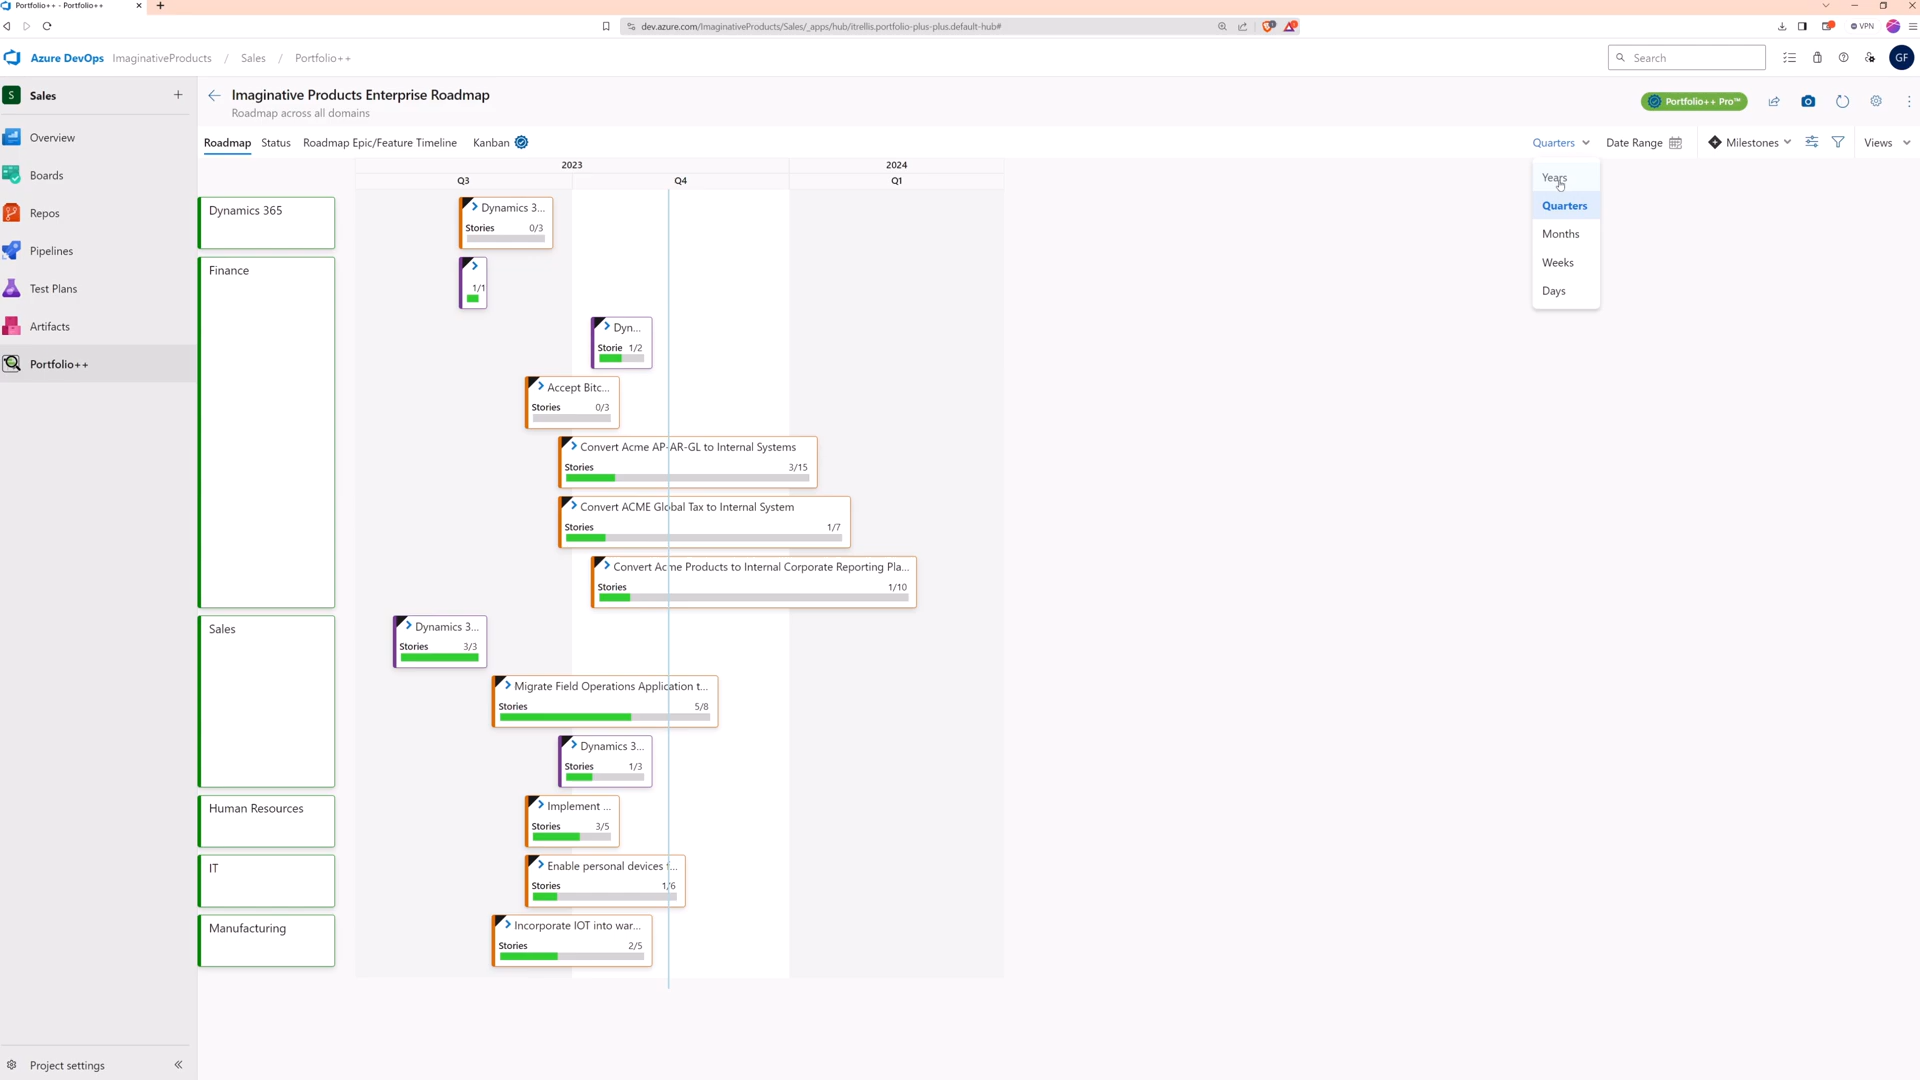 Portfolio++ - Portfolio++
dev.azure.com/ImaginativeProducts/Sales/_apps/hub/itrellis.portfolio-plus-plus.default-hub#
VPN
Azure DevOps ImaginativeProducts / Sales / Portfolio++
Search
GF
S Sales
Overview
Boards
Repos
Pipelines
Test Plans
Artifacts
Portfolio++
Project settings
Imaginative Products Enterprise Roadmap
Roadmap across all domains
Portfolio++ Pro™
Roadmap Status Roadmap Epic/Feature Timeline Kanban
Quarters Date Range Milestones Views
Years
Quarters
Months
Weeks
Days
2023 2024
Q3 Q4 Q1
Dynamics 365
Dynamics 3...
Stories 0/3
Finance
1/1
Dyn...
Storie 1/2
Accept Bitc...
Stories 0/3
Convert Acme AP-AR-GL to Internal Systems
Stories 3/15
Convert ACME Global Tax to Internal System
Stories 1/7
Convert Acme Products to Internal Corporate Reporting Pla...
Stories 1/10
Sales
Dynamics 3...
Stories 3/3
Migrate Field Operations Application t...
Stories 5/8
Dynamics 3...
Stories 1/3
Human Resources
Implement ...
Stories 3/5
IT
Enable personal devices f...
Stories 1/6
Manufacturing
Incorporate IOT into war...
Stories 2/5